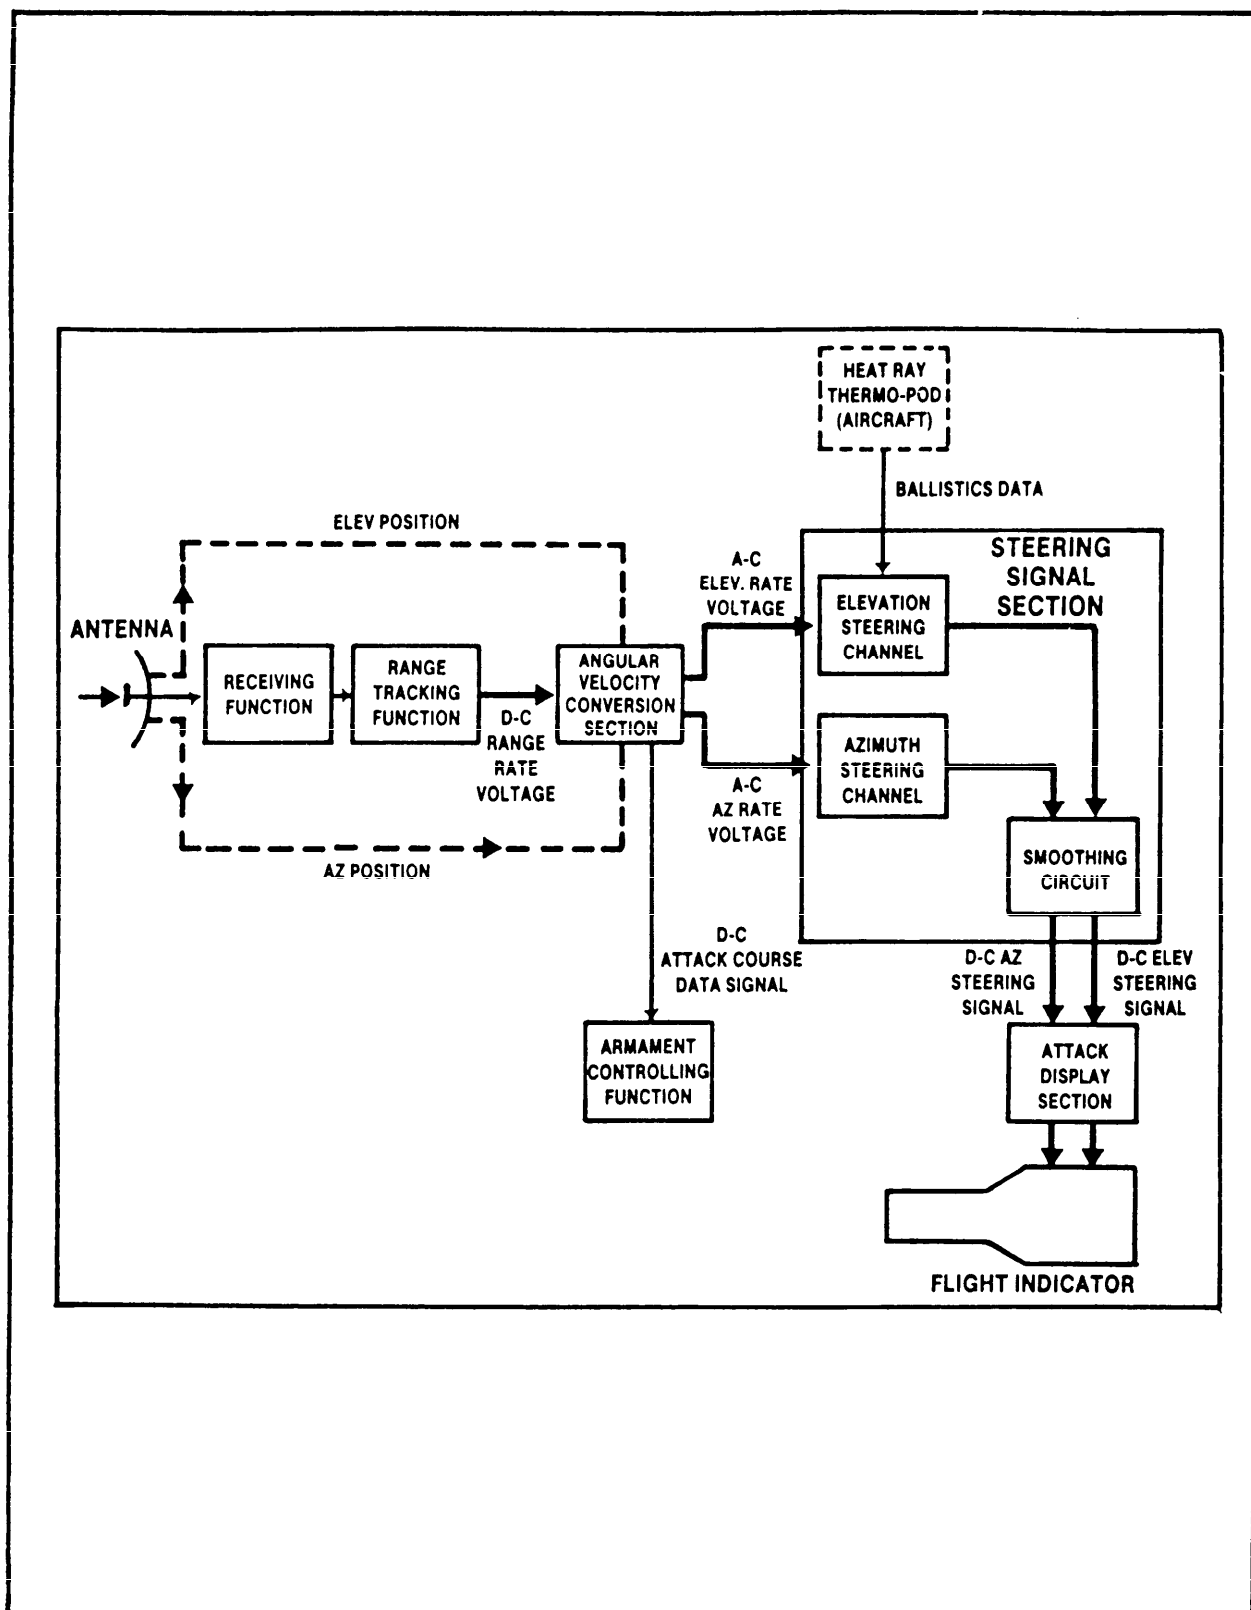 HEAT RAY
THERMO-POD
(AIRCRAFT)
BALLISTICS DATA
ELEV POSITION
A-C
ELEV. RATE
VOLTAGE
STEERING
SIGNAL
SECTION
ELEVATION
STEERING
CHANNEL
ANTENNA
RECEIVING
FUNCTION
RANGE
TRACKING
FUNCTION
D-C
RANGE
RATE
VOLTAGE
ANGULAR
VELOCITY
CONVERSION
SECTION
AZIMUTH
STEERING
CHANNEL
A-C
AZ RATE
VOLTAGE
AZ POSITION
SMOOTHING
CIRCUIT
D-C
ATTACK COURSE
DATA SIGNAL
D-C AZ
STEERING
SIGNAL
D-C ELEV
STEERING
SIGNAL
ARMAMENT
CONTROLLING
FUNCTION
ATTACK
DISPLAY
SECTION
FLIGHT INDICATOR